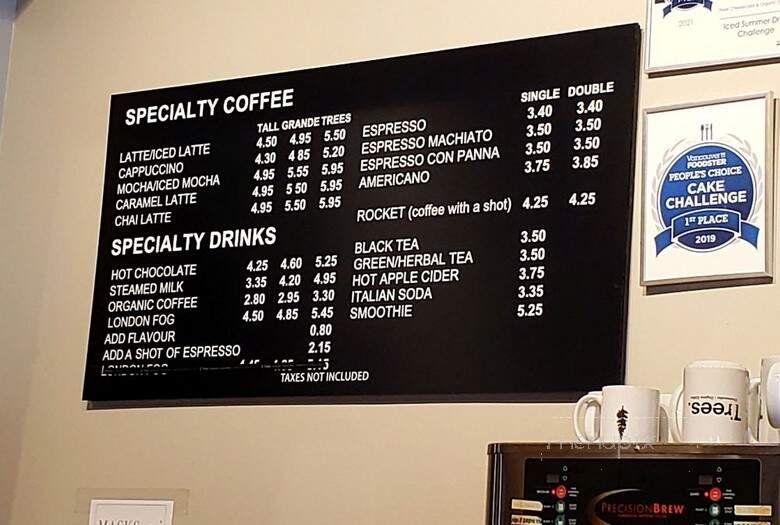 SPECIALTY COFFEE
TALL GRANDE TREES
LATTE/ICED LATTE 4.50 4.95 5.50
CAPPUCCINO 4.30 4 85 5.20
MOCHA/ICED MOCHA 4.95 5.55 5.95
CARAMEL LATTE 4.95 5 50 5.95
CHAI LATTE 4.95 5.50 5.95
SPECIALTY DRINKS
HOT CHOCOLATE 4.25 4.60 5.25
STEAMED MILK 3.35 4.20 4.95
ORGANIC COFFEE 2.80 2.95 3.30
LONDON FOG 4.50 4.85 5.45
ADD FLAVOUR 0.80
ADD A SHOT OF ESPRESSO 2.15
LONDON FOG
SINGLE DOUBLE
ESPRESSO 3.40 3.40
ESPRESSO MACHIATO 3.50 3.50
ESPRESSO CON PANNA 3.50 3.50
AMERICANO 3.75 3.85
ROCKET (coffee with a shot) 4.25 4.25
BLACK TEA 3.50
GREEN/HERBAL TEA 3.50
HOT APPLE CIDER 3.75
ITALIAN SODA 3.35
SMOOTHIE 5.25
TAXES NOT INCLUDED
2021
Iced Summer
Challenge
Vancouver
FOODSTER
PEOPLE'S CHOICE
CAKE
CHALLENGE
1ST PLACE
2019
Trees.
PRECISIONBREW
MASKS
menupix